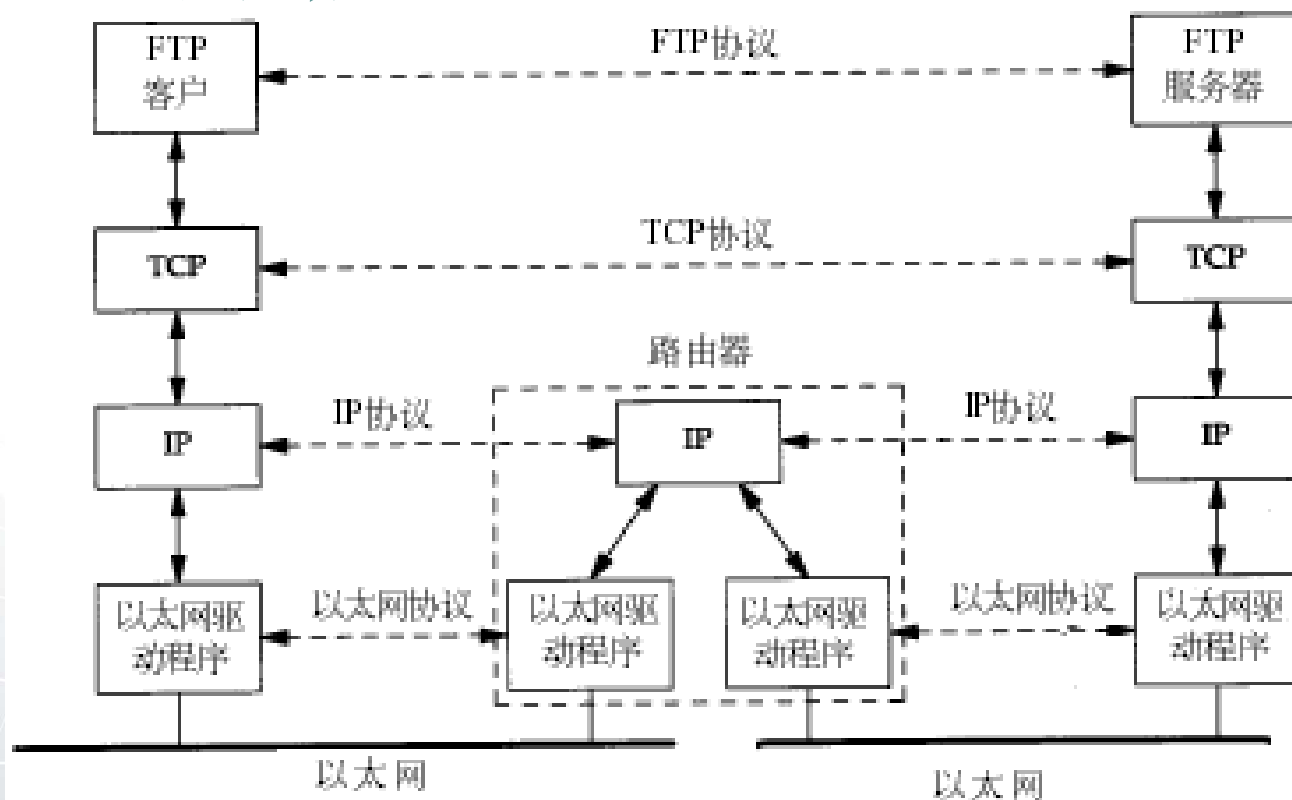 FTP
客户
FTP协议
FTP
服务器
TCP
TCP协议
TCP
路由器
IP
IP协议
IP
IP协议
IP
以太网驱
动程序
以太网协议
以太网驱
动程序
以太网驱
动程序
以太网协议
以太网驱
动程序
以太网
以太网